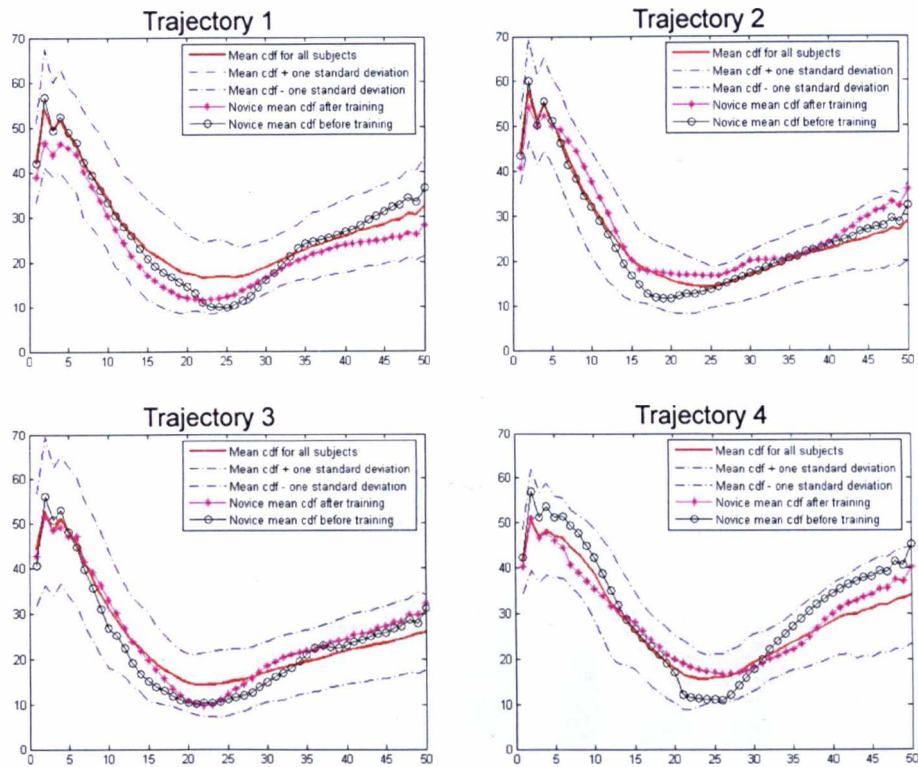 Trajectory 1
70
60
50
40
30
20
10
0
0 5 10 15 20 25 30 35 40 45 50
Mean cdf for all subjects
Mean cdf + one standard deviation
Mean cdf - one standard deviation
Novice mean cdf after training
Novice mean cdf before training
Trajectory 2
70
60
50
40
30
20
10
0
0 5 10 15 20 25 30 35 40 45 50
Mean cdf for all subjects
Mean cdf + one standard deviation
Mean cdf - one standard deviation
Novice mean cdf after training
Novice mean cdf before training
Trajectory 3
70
60
50
40
30
20
10
0
0 5 10 15 20 25 30 35 40 45 50
Mean cdf for all subjects
Mean cdf + one standard deviation
Mean cdf - one standard deviation
Novice mean cdf after training
Novice mean cdf before training
Trajectory 4
70
60
50
40
30
20
10
0
0 5 10 15 20 25 30 35 40 45 50
Mean cdf for all subjects
Mean cdf + one standard deviation
Mean cdf - one standard deviation
Novice mean cdf after training
Novice mean cdf before training